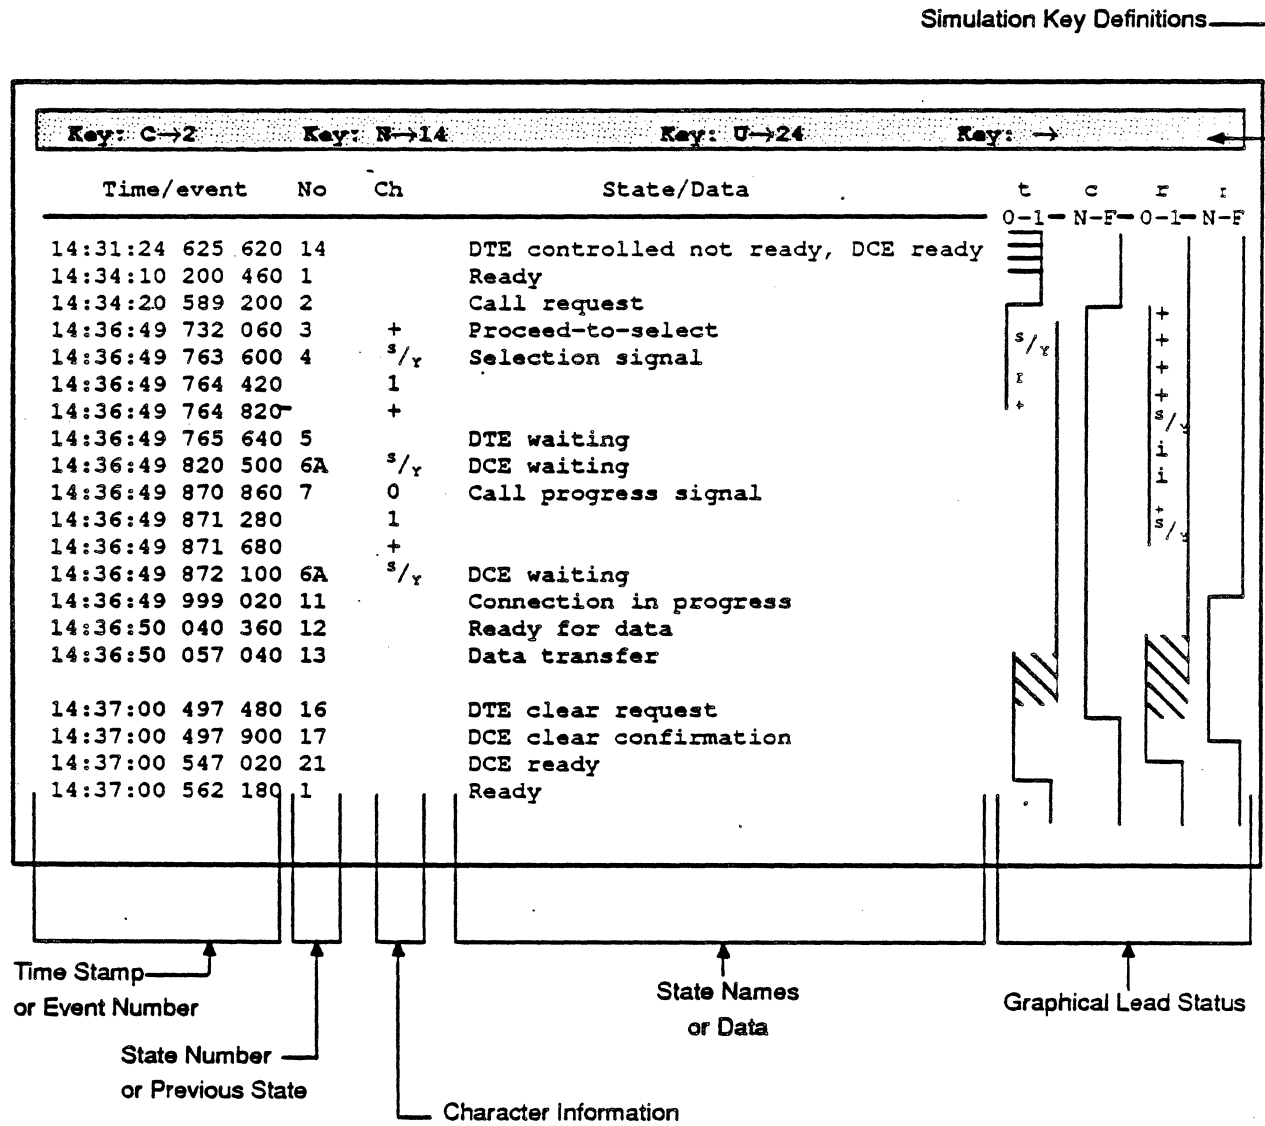 Simulation Key Definitions
Key: C→2 Key: N→14 Key: U→24 Key: →
Time/event No Ch State/Data t c r i
0-1 N-F 0-1 N-F
14:31:24 625 620 14 DTE controlled not ready, DCE ready
14:34:10 200 460 1 Ready
14:34:20 589 200 2 Call request
14:36:49 732 060 3 + Proceed-to-select +
14:36:49 763 600 4 s/Y Selection signal s/Y +
14:36:49 764 420 1 +
14:36:49 764 820 + + +
s/Y
14:36:49 765 640 5 DTE waiting i
14:36:49 820 500 6A s/Y DCE waiting i
14:36:49 870 860 7 0 Call progress signal
14:36:49 871 280 1 + s/Y
14:36:49 871 680 +
14:36:49 872 100 6A s/Y DCE waiting
14:36:49 999 020 11 Connection in progress
14:36:50 040 360 12 Ready for data
14:36:50 057 040 13 Data transfer
14:37:00 497 480 16 DTE clear request
14:37:00 497 900 17 DCE clear confirmation
14:37:00 547 020 21 DCE ready
14:37:00 562 180 1 Ready
Time Stamp
or Event Number
State Number
or Previous State
Character Information
State Names
or Data
Graphical Lead Status